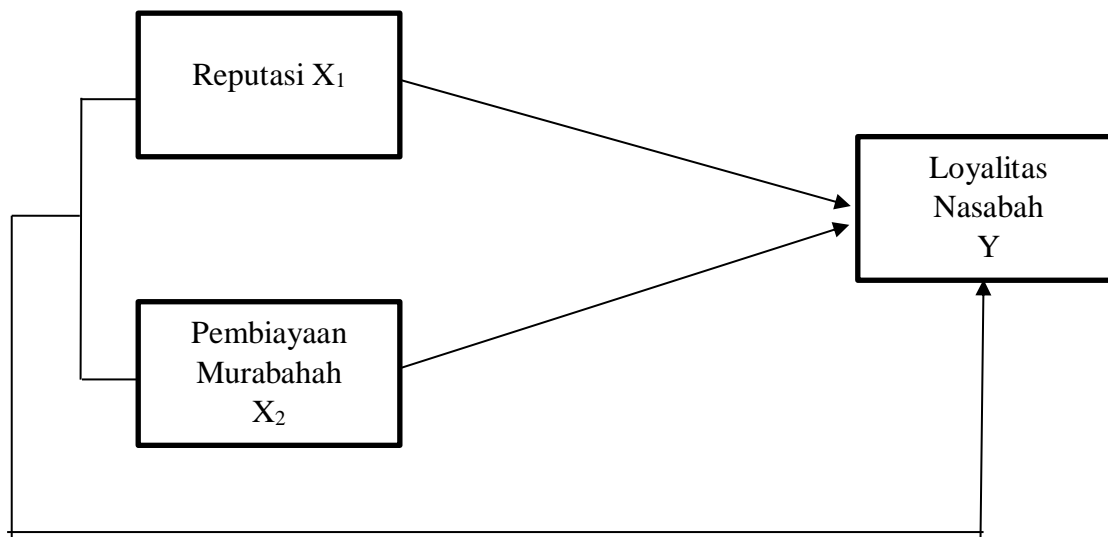 Reputasi X₁
Loyalitas
Nasabah
Y
Pembiayaan
Murabahah
X₂